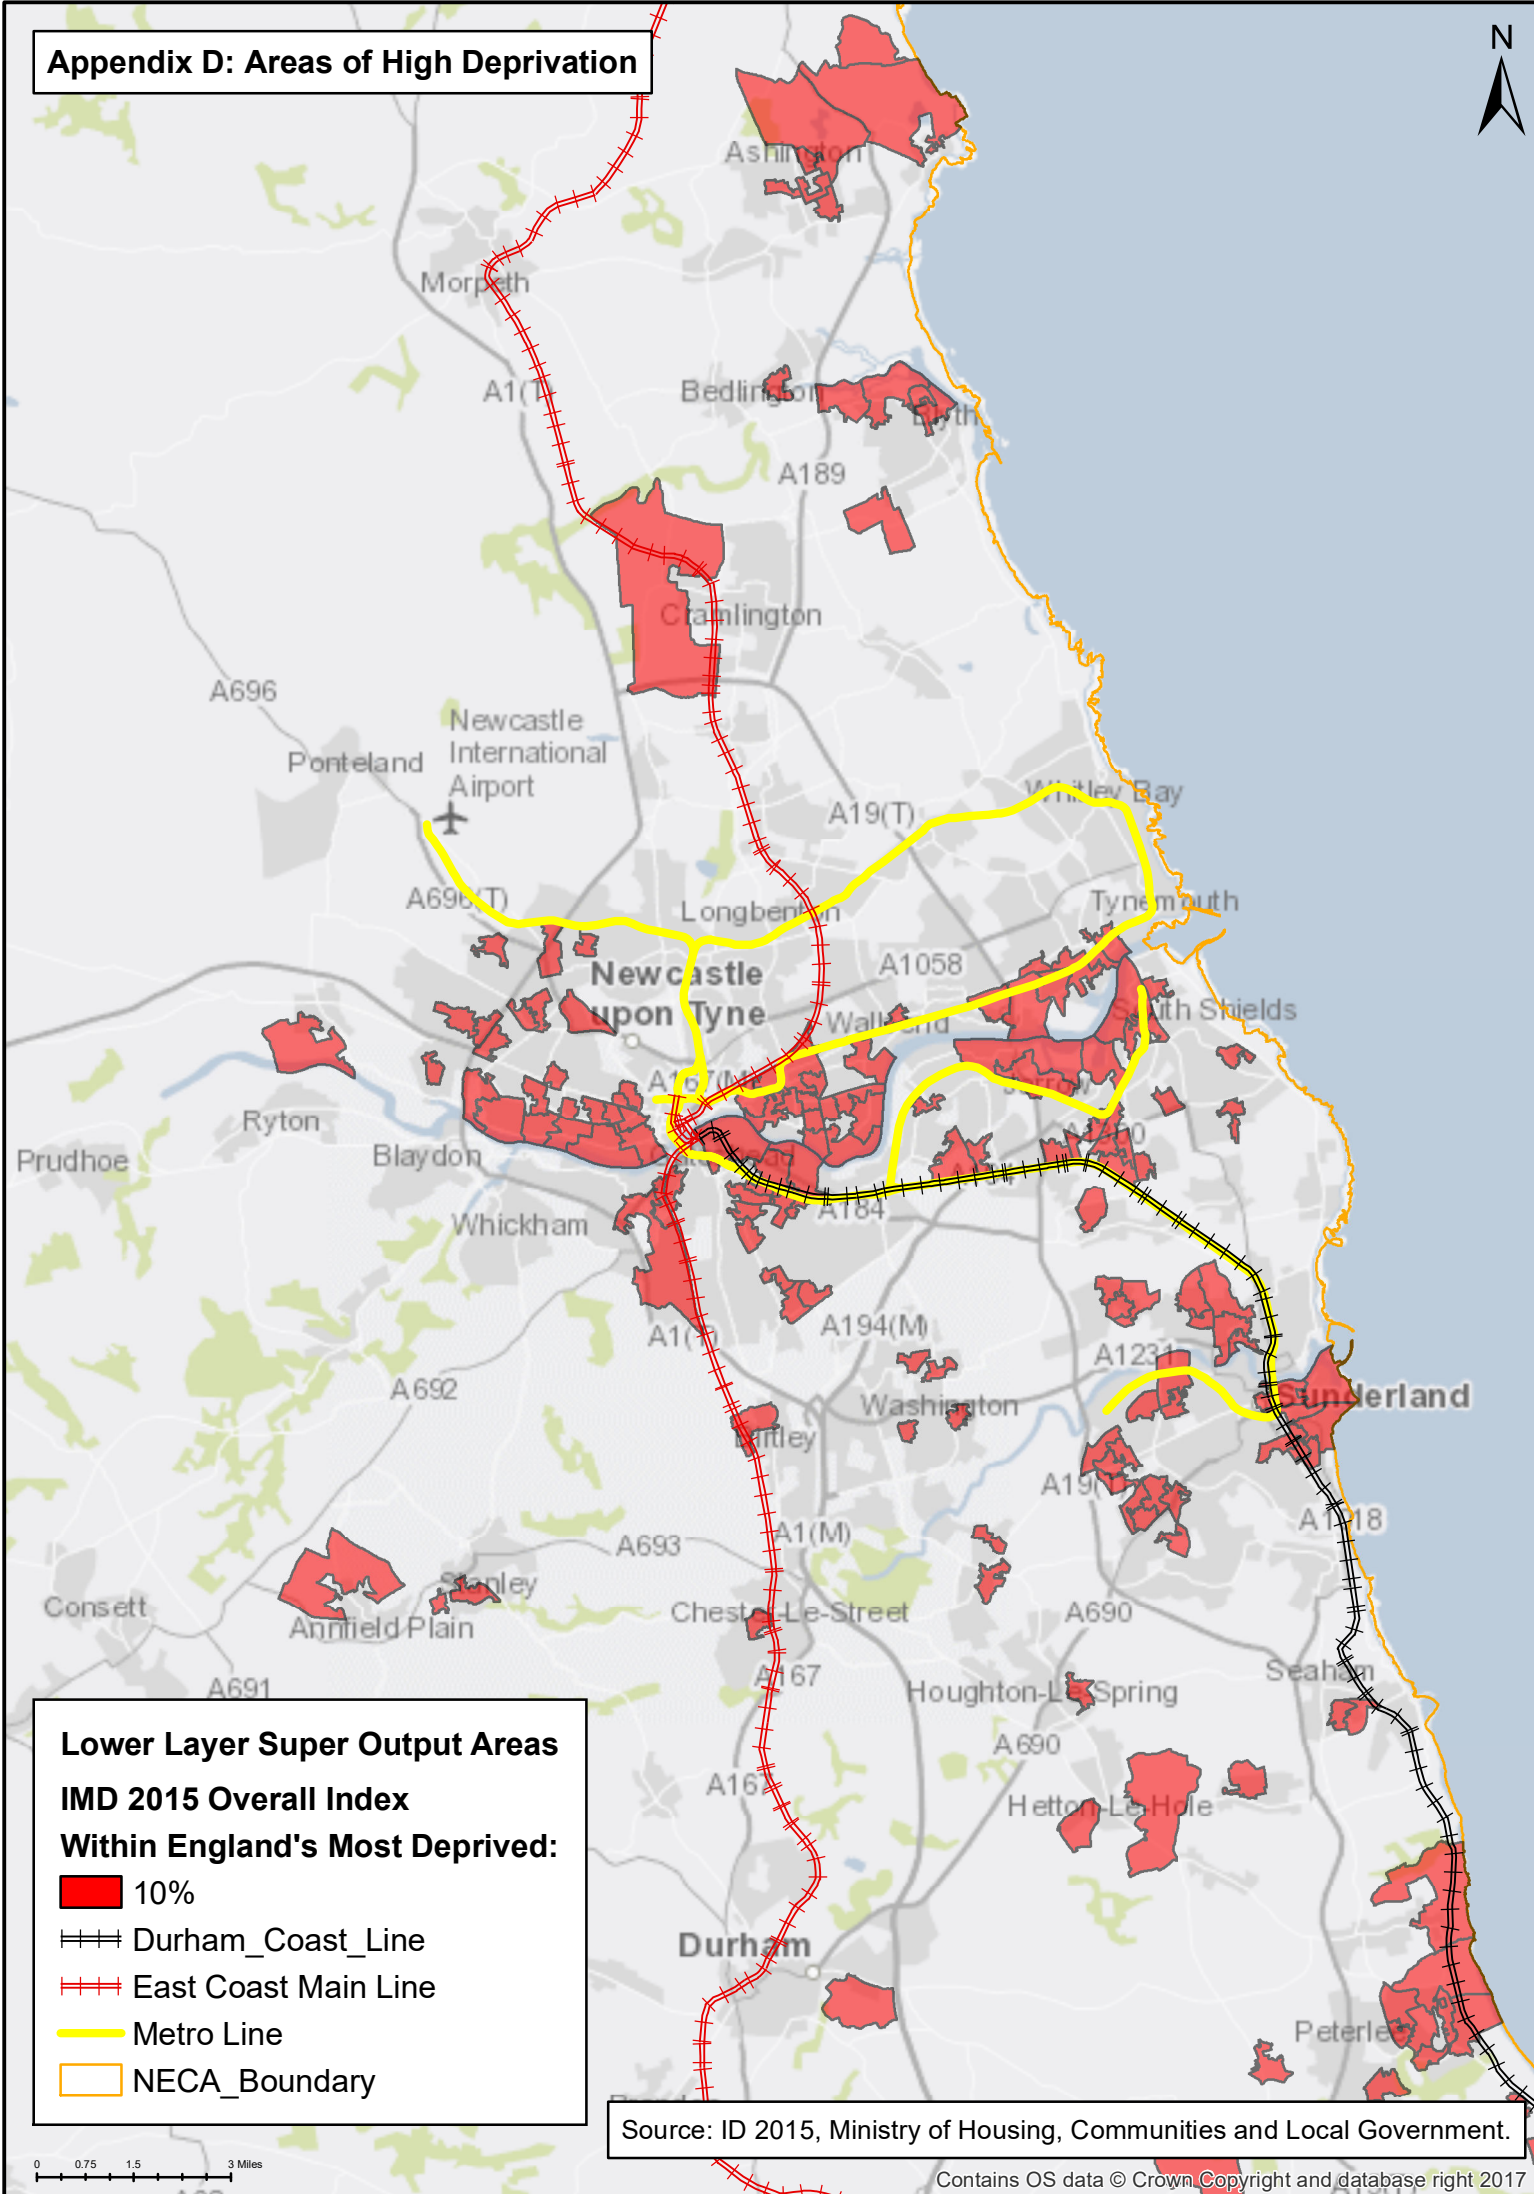 Appendix D: Areas of High Deprivation
N
Ashington
Morpeth
A1(T)
Bedlington
Blyth
A189
Cramlington
A696
Newcastle
International
Airport
Ponteland
Whitley Bay
A19(T)
A696(T)
Longbenton
Tynemouth
Newcastle
upon Tyne
A1058
Wallsend
South Shields
A167(M)
Jarrow
Ryton
Prudhoe
Blaydon
Gateshead
A184
Whickham
A184
A194(M)
A1(T)
A1231
A692
Washington
Sunderland
Birtley
A19(T)
A1018
A1(M)
A693
Stanley
Consett
Annfield Plain
Chester-Le-Street
A690
A691
A167
Seaham
Houghton-Le-Spring
A690
A167
Hetton-Le-Hole
Durham
Peterlee
Lower Layer Super Output Areas
IMD 2015 Overall Index
Within England's Most Deprived:
10%
Durham_Coast_Line
East Coast Main Line
Metro Line
NECA_Boundary
Source: ID 2015, Ministry of Housing, Communities and Local Government.
0 0.75 1.5 3 Miles
Contains OS data © Crown Copyright and database right 2017